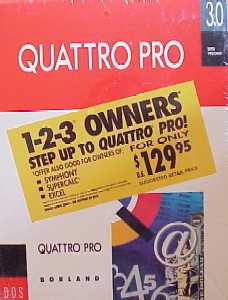 3.0
QUATTRO PRO
1-2-3® OWNERS*
STEP UP TO QUATTRO PRO!
*OFFER ALSO GOOD FOR OWNERS OF:
■ SYMPHONY
■ SUPERCALC
■ EXCEL
FOR ONLY
$129.95
SUGGESTED RETAIL PRICE
QUATTRO PRO
BORLAND
DOS
@
456